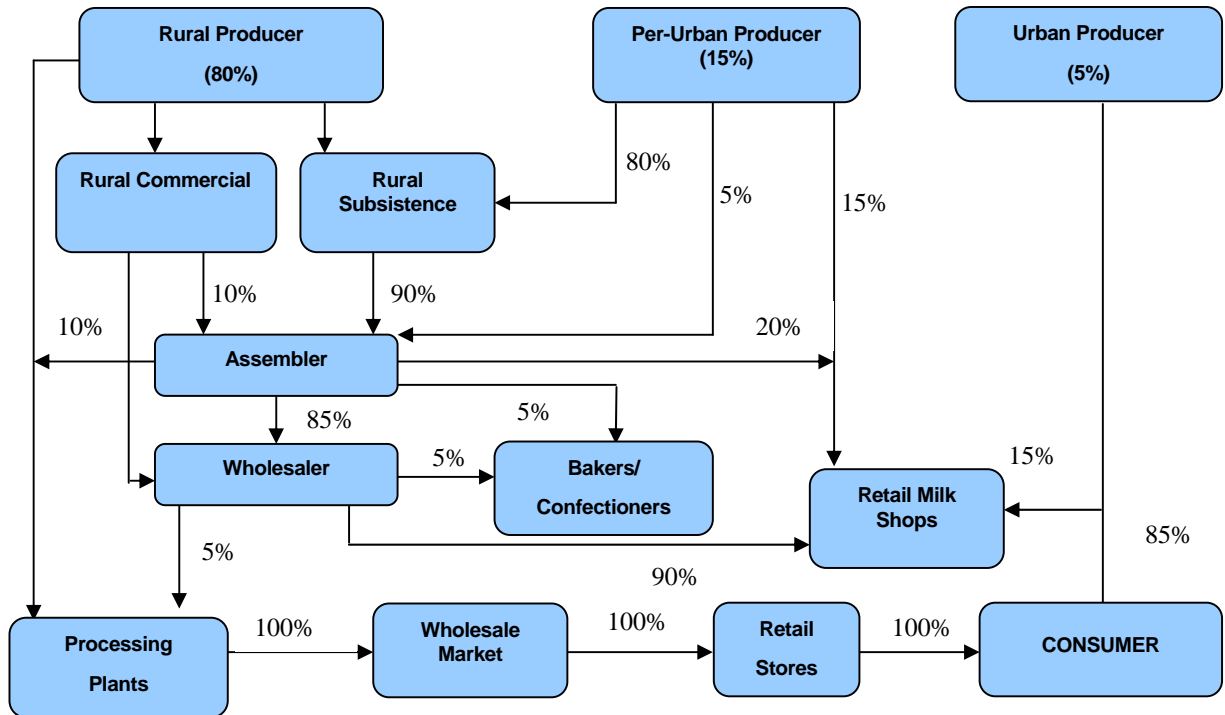 Rural Producer
(80%)
Per-Urban Producer
(15%)
Urban Producer
(5%)
Rural Commercial
Rural
Subsistence
80%
5%
15%
10%
90%
10%
20%
Assembler
85%
5%
Wholesaler
5%
Bakers/
Confectioners
Retail Milk
Shops
15%
85%
5%
90%
Processing
Plants
100%
Wholesale
Market
100%
Retail
Stores
100%
CONSUMER